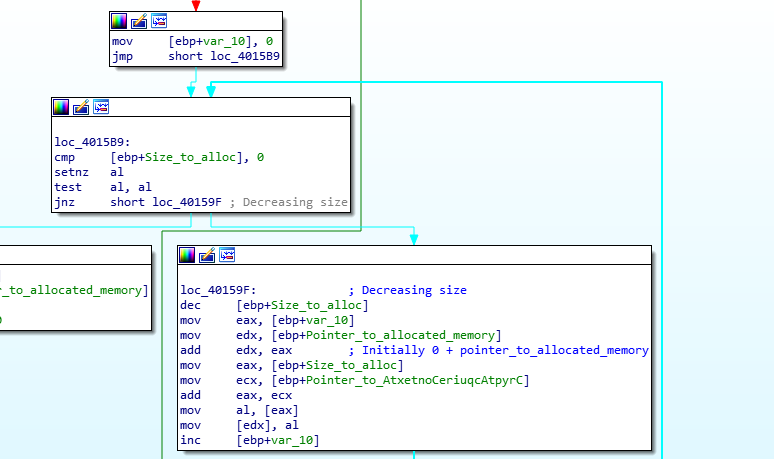 mov [ebp+var_10], 0
jmp short loc_4015B9
loc_4015B9:
cmp [ebp+Size_to_alloc], 0
setnz al
test al, al
jnz short loc_40159F ; Decreasing size
_to_allocated_memory]
loc_40159F: ; Decreasing size
dec [ebp+Size_to_alloc]
mov eax, [ebp+var_10]
mov edx, [ebp+Pointer_to_allocated_memory]
add edx, eax ; Initially 0 + pointer_to_allocated_memory
mov eax, [ebp+Size_to_alloc]
mov ecx, [ebp+Pointer_to_AtxetnoCeriuqcAtpyrC]
add eax, ecx
mov al, [eax]
mov [edx], al
inc [ebp+var_10]